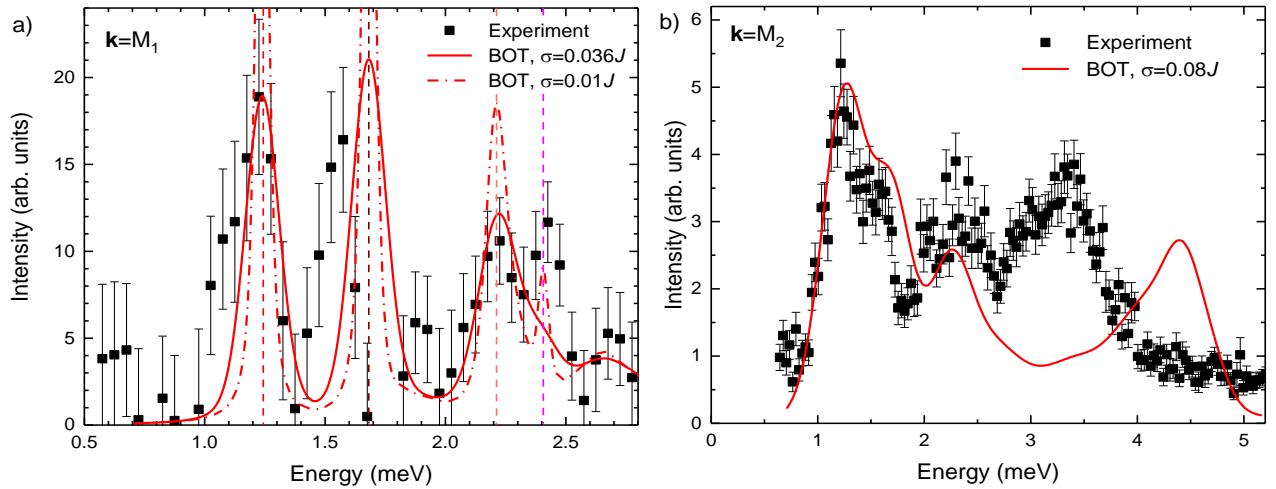 a)
k=M₁
Experiment
BOT, σ=0.036J
BOT, σ=0.01J
Intensity (arb. units)
0
5
10
15
20
0.5 1.0 1.5 2.0 2.5
Energy (meV)
b)
k=M₂
Experiment
BOT, σ=0.08J
Intensity (arb. units)
6
5
4
3
2
1
0
0 1 2 3 4 5
Energy (meV)